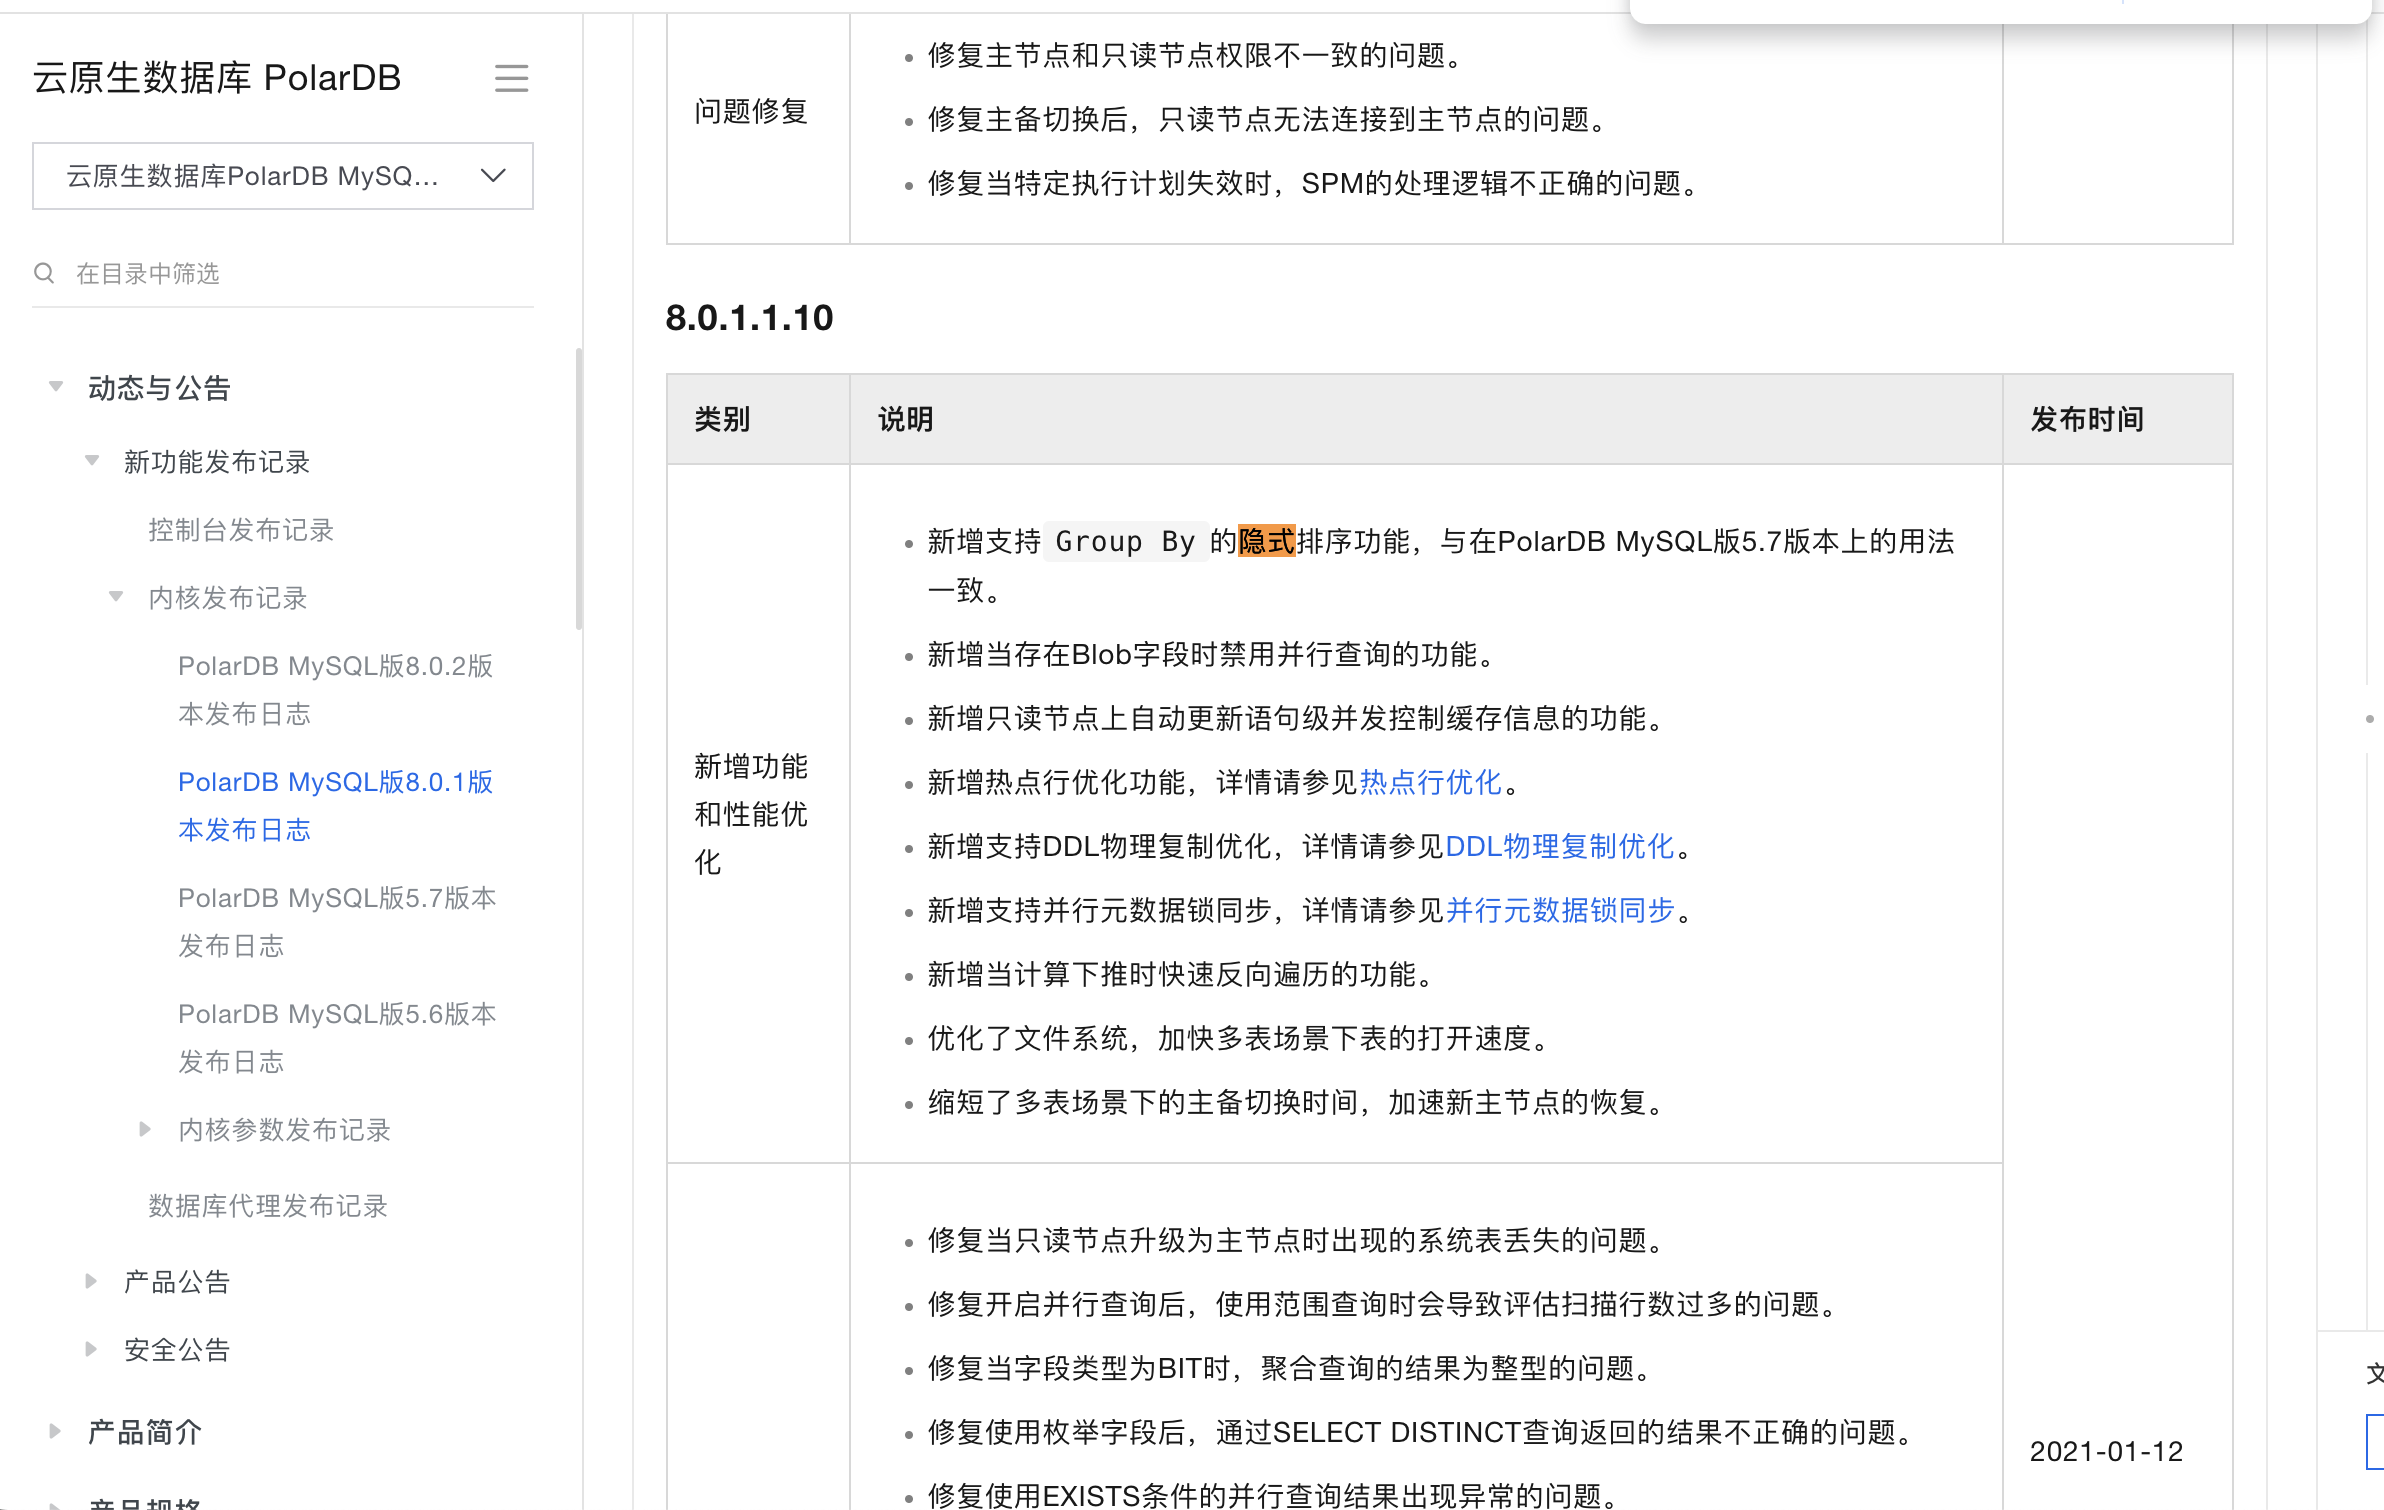 云原生数据库 PolarDB
云原生数据库PolarDB MySQ...
在目录中筛选
动态与公告
新功能发布记录
控制台发布记录
内核发布记录
PolarDB MySQL版8.0.2版
本发布日志
PolarDB MySQL版8.0.1版
本发布日志
PolarDB MySQL版5.7版本
发布日志
PolarDB MySQL版5.6版本
发布日志
内核参数发布记录
数据库代理发布记录
产品公告
安全公告
产品简介
产品规格
问题修复
修复主节点和只读节点权限不一致的问题。
修复主备切换后，只读节点无法连接到主节点的问题。
修复当特定执行计划失效时，SPM的处理逻辑不正确的问题。
8.0.1.1.10
类别 说明 发布时间
新增功能
和性能优
化
新增支持 Group By 的隐式排序功能，与在PolarDB MySQL版5.7版本上的用法
一致。
新增当存在Blob字段时禁用并行查询的功能。
新增只读节点上自动更新语句级并发控制缓存信息的功能。
新增热点行优化功能，详情请参见热点行优化。
新增支持DDL物理复制优化，详情请参见DDL物理复制优化。
新增支持并行元数据锁同步，详情请参见并行元数据锁同步。
新增当计算下推时快速反向遍历的功能。
优化了文件系统，加快多表场景下表的打开速度。
缩短了多表场景下的主备切换时间，加速新主节点的恢复。
修复当只读节点升级为主节点时出现的系统表丢失的问题。
修复开启并行查询后，使用范围查询时会导致评估扫描行数过多的问题。
修复当字段类型为BIT时，聚合查询的结果为整型的问题。
修复使用枚举字段后，通过SELECT DISTINCT查询返回的结果不正确的问题。
修复使用EXISTS条件的并行查询结果出现异常的问题。
2021-01-12